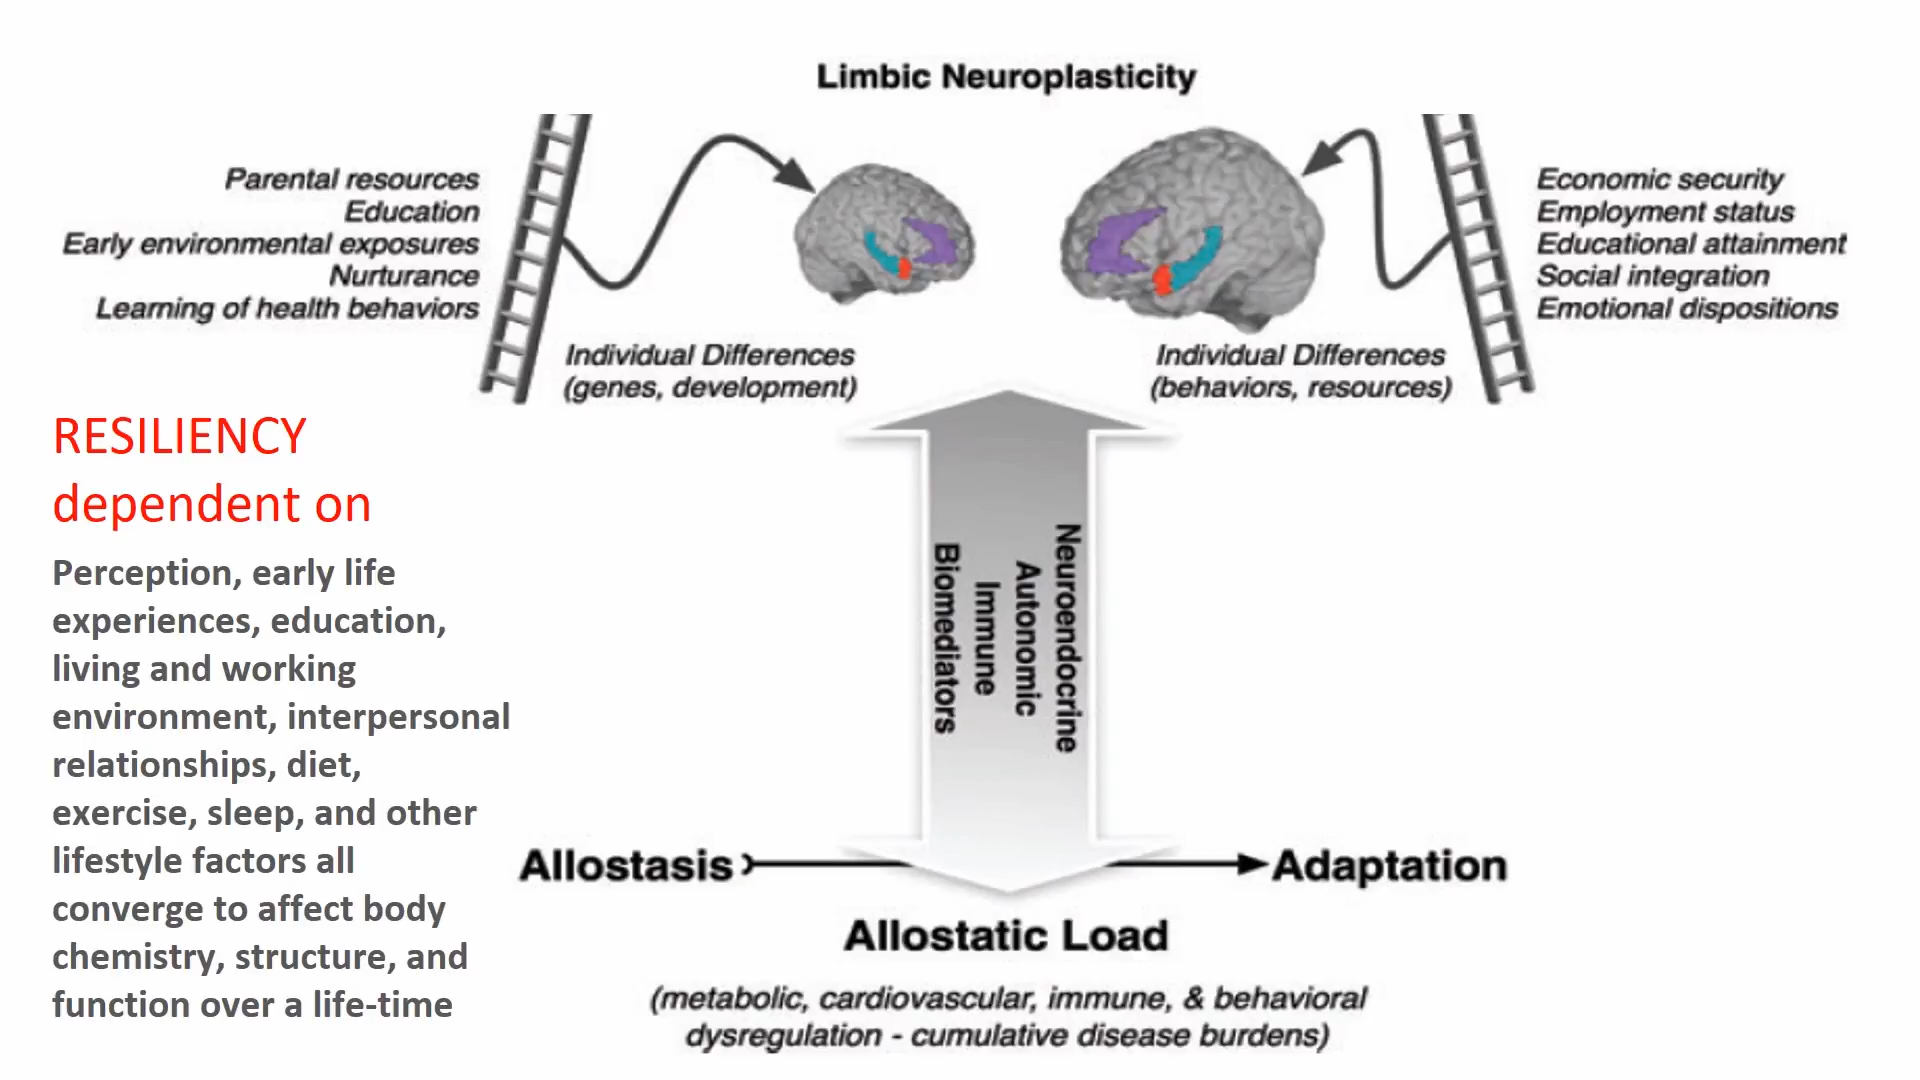 Limbic Neuroplasticity
Parental resources
Education
Early environmental exposures
Nurturance
Learning of health behaviors
Economic security
Employment status
Educational attainment
Social integration
Emotional dispositions
Individual Differences
(genes, development)
Individual Differences
(behaviors, resources)
RESILIENCY
dependent on
Perception, early life
experiences, education,
living and working
environment, interpersonal
relationships, diet,
exercise, sleep, and other
lifestyle factors all
converge to affect body
chemistry, structure, and
function over a life-time
Neuroendocrine
Autonomic
Immune
Biomediators
Allostasis
Adaptation
Allostatic Load
(metabolic, cardiovascular, immune, & behavioral
dysregulation - cumulative disease burdens)